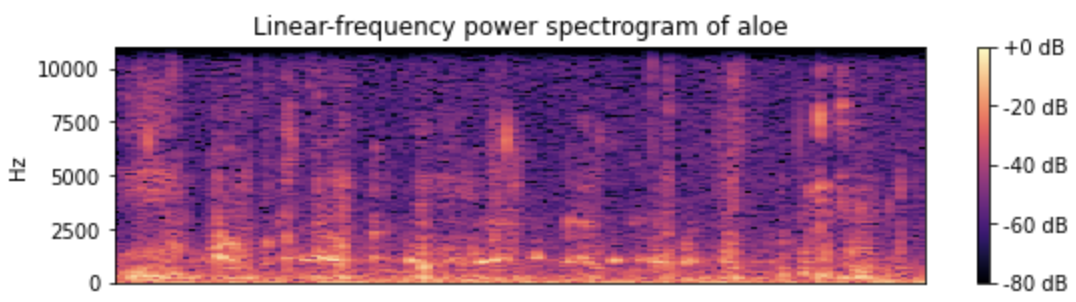 Linear-frequency power spectrogram of aloe
Hz
10000
7500
5000
2500
0
+0 dB
-20 dB
-40 dB
-60 dB
-80 dB